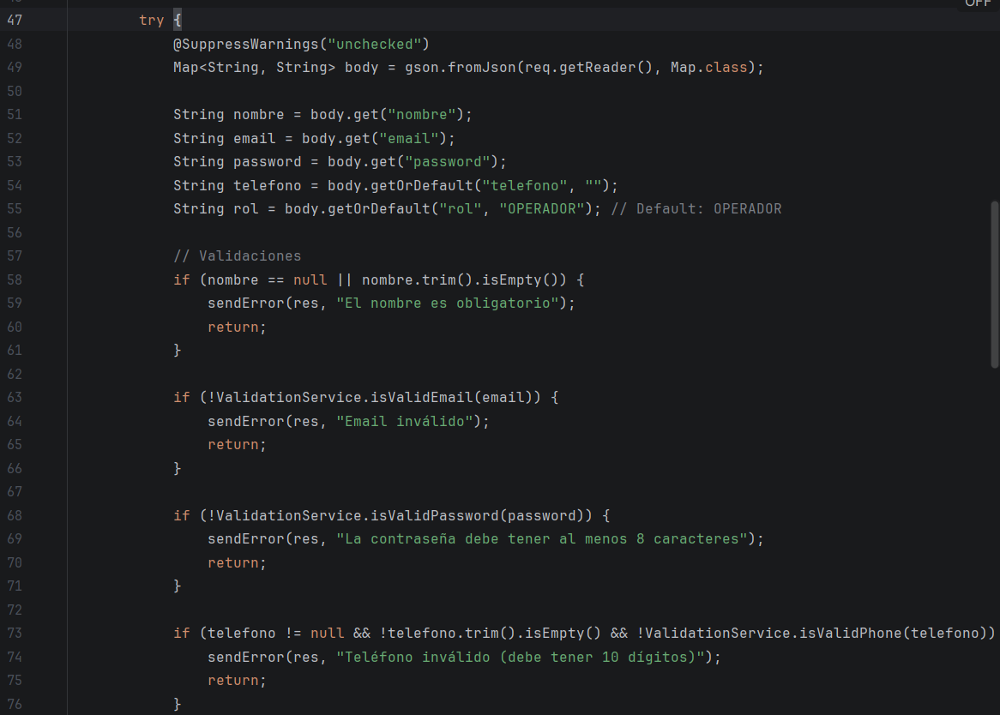 OFF
47 try {
48 @SuppressWarnings("unchecked")
49 Map<String, String> body = gson.fromJson(req.getReader(), Map.class);
50
51 String nombre = body.get("nombre");
52 String email = body.get("email");
53 String password = body.get("password");
54 String telefono = body.getOrDefault("telefono", "");
55 String rol = body.getOrDefault("rol", "OPERADOR"); // Default: OPERADOR
56
57 // Validaciones
58 if (nombre == null || nombre.trim().isEmpty()) {
59 sendError(res, "El nombre es obligatorio");
60 return;
61 }
62
63 if (!ValidationService.isValidEmail(email)) {
64 sendError(res, "Email inválido");
65 return;
66 }
67
68 if (!ValidationService.isValidPassword(password)) {
69 sendError(res, "La contraseña debe tener al menos 8 caracteres");
70 return;
71 }
72
73 if (telefono != null && !telefono.trim().isEmpty() && !ValidationService.isValidPhone(telefono))
74 sendError(res, "Teléfono inválido (debe tener 10 dígitos)");
75 return;
76 }